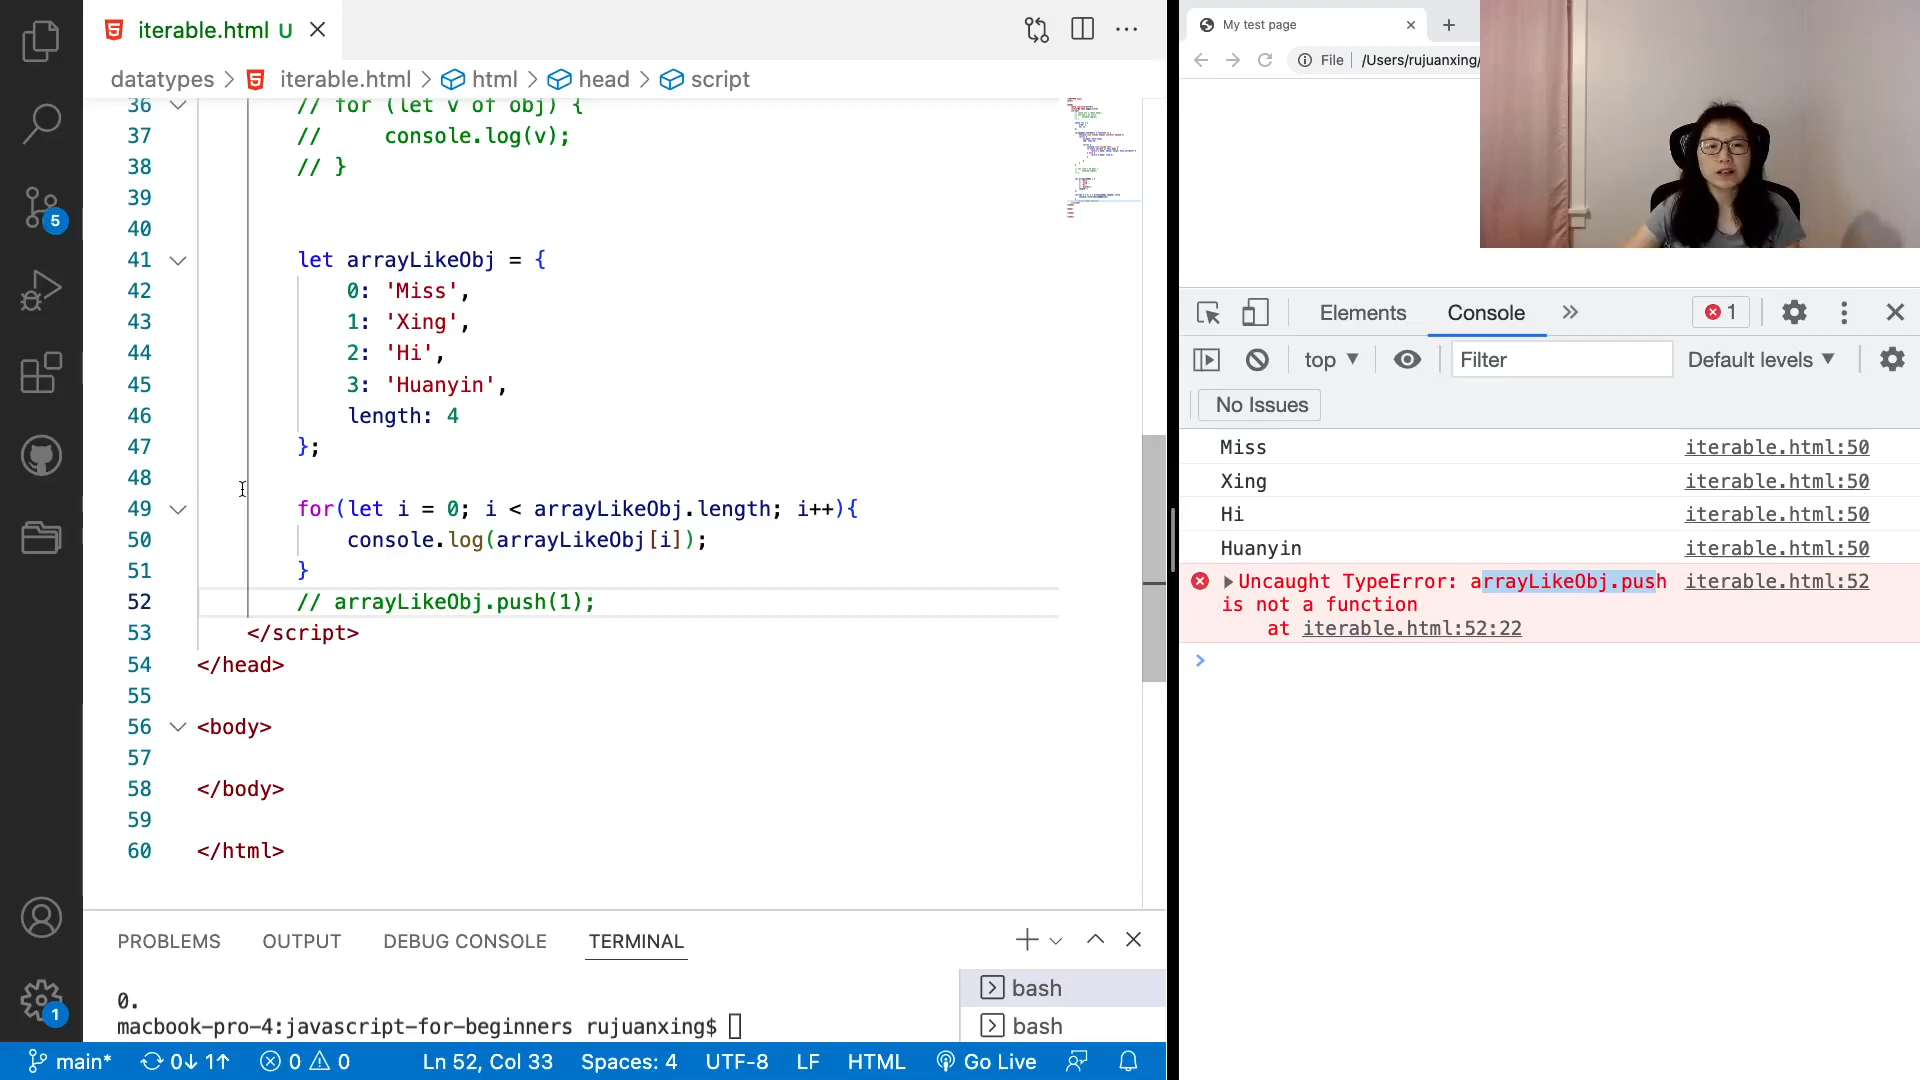 iterable.html U
datatypes > iterable.html > html > head > script
36 // for (let v of obj) {
37 //     console.log(v);
38 // }
39
40
41 let arrayLikeObj = {
42 0: 'Miss',
43 1: 'Xing',
44 2: 'Hi',
45 3: 'Huanyin',
46 length: 4
47 };
48
49 for(let i = 0; i < arrayLikeObj.length; i++){
50 console.log(arrayLikeObj[i]);
51 }
52 // arrayLikeObj.push(1);
53 </script>
54 </head>
55
56 <body>
57
58 </body>
59
60 </html>
PROBLEMS OUTPUT DEBUG CONSOLE TERMINAL
0.
macbook-pro-4:javascript-for-beginners rujuanxing$
bash
bash
5
1
main* 0↓ 1↑ 0 0 Ln 52, Col 33 Spaces: 4 UTF-8 LF HTML Go Live
My test page
File /Users/rujuanxing/
Elements Console 1
top Filter Default levels
No Issues
Miss iterable.html:50
Xing iterable.html:50
Hi iterable.html:50
Huanyin iterable.html:50
Uncaught TypeError: arrayLikeObj.push iterable.html:52
is not a function
at iterable.html:52:22